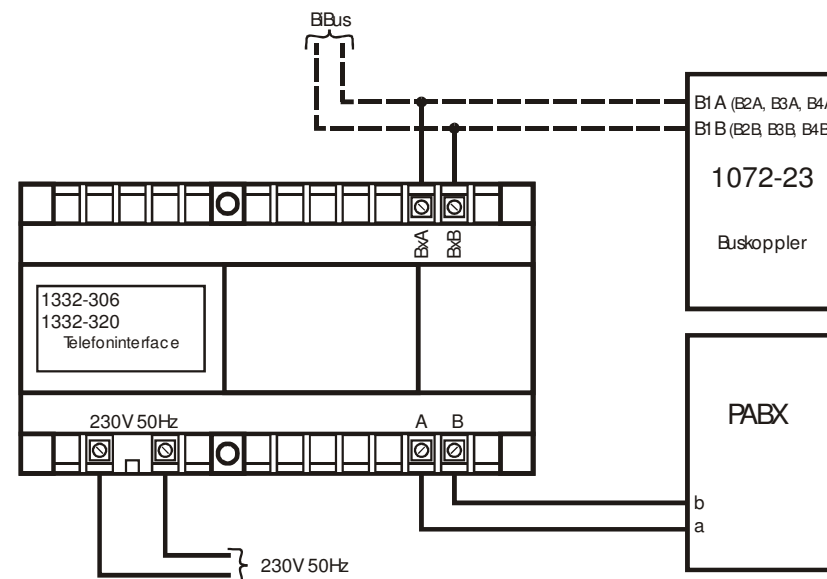 BiBus
B1A (B2A, B3A, B4A
B1B (B2B, B3B, B4B
1072-23
Buskoppler
BxA
BxB
1332-306
1332-320
Telefoninterface
230V 50Hz
A
B
PABX
b
a
230V 50Hz